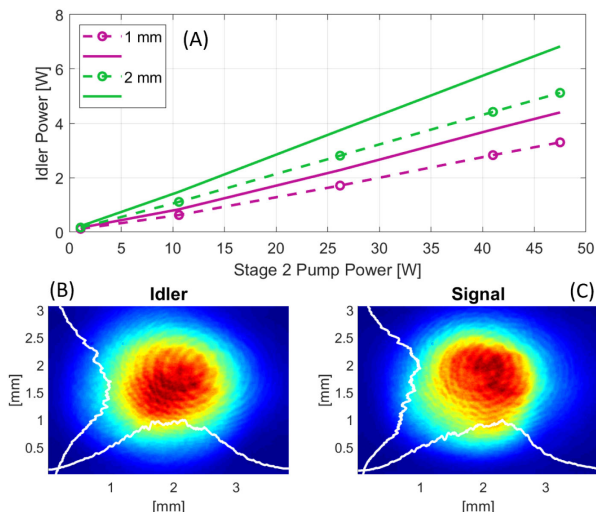 (A)
1 mm
2 mm
Idler Power [W]
8
6
4
2
0
0 5 10 15 20 25 30 35 40 45 50
Stage 2 Pump Power [W]
(B)
Idler
[mm]
3
2.5
2
1.5
1
0.5
1 2 3
[mm]
Signal
(C)
[mm]
3
2.5
2
1.5
1
0.5
1 2 3
[mm]